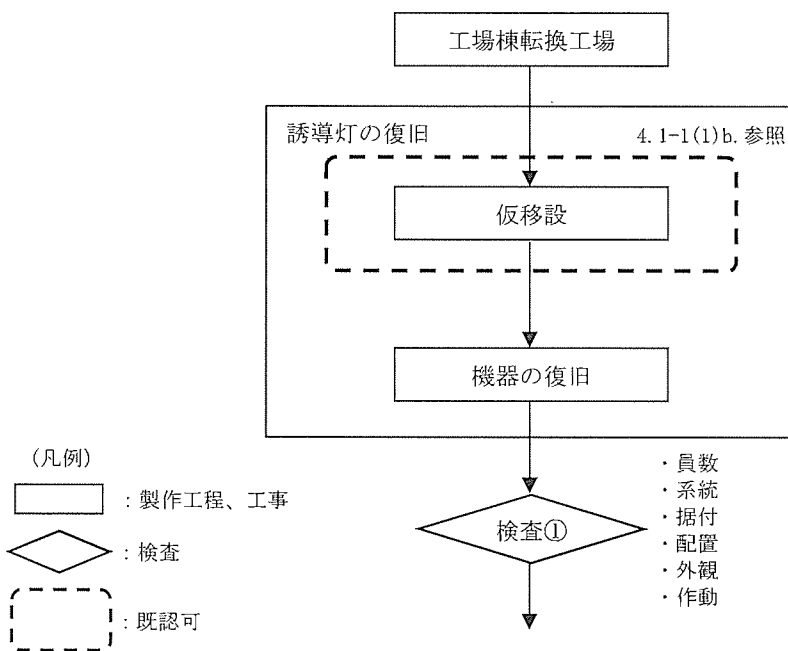 工場棟転換工場
誘導灯の復旧
4.1-1(1)b.参照
仮移設
機器の復旧
検査①
・員数
・系統
・据付
・配置
・外観
・作動
(凡例)
：製作工程、工事
：検査
：既認可